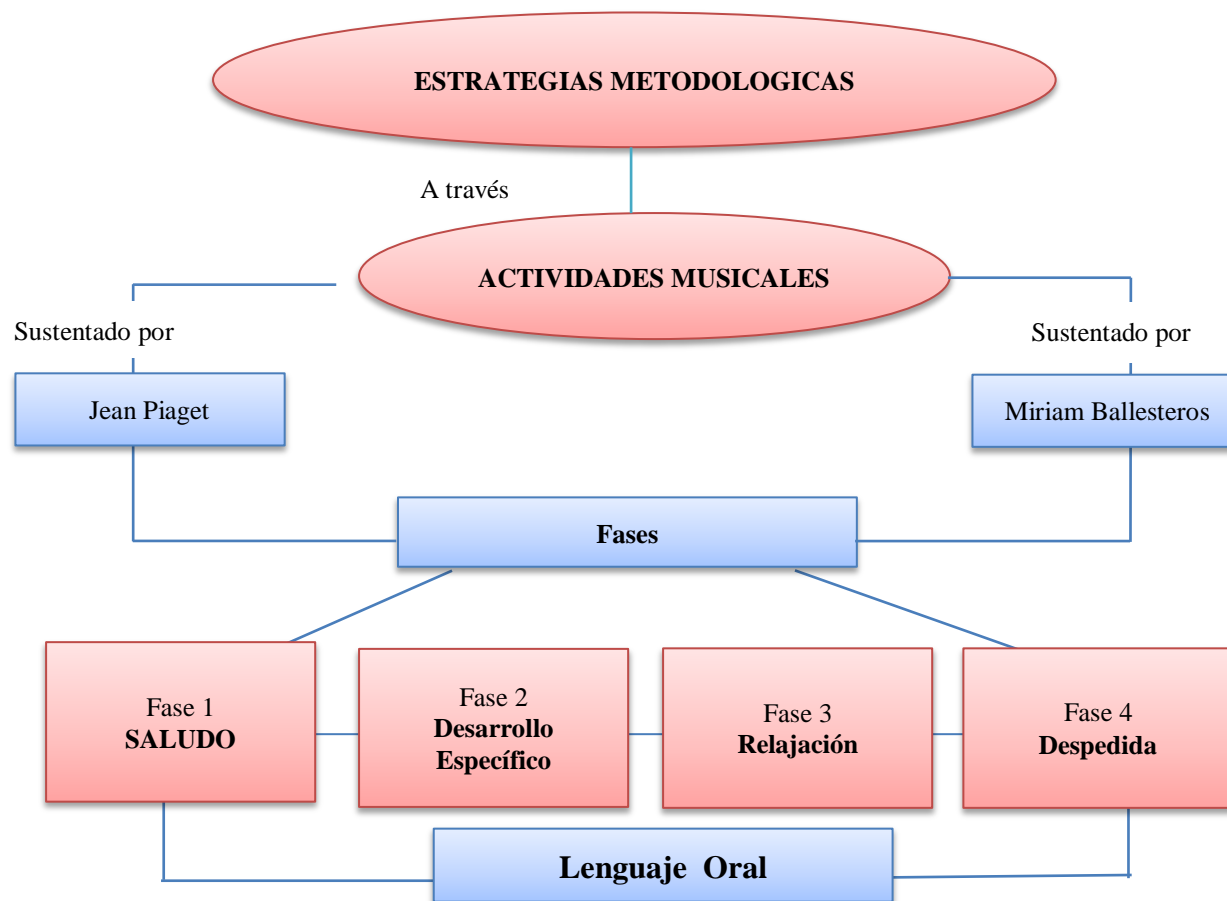 ESTRATEGIAS METODOLOGICAS
A través
ACTIVIDADES MUSICALES
Sustentado por
Sustentado por
Jean Piaget
Miriam Ballesteros
Fases
Fase 1
SALUDO
Fase 2
Desarrollo
Específico
Fase 3
Relajación
Fase 4
Despedida
Lenguaje Oral